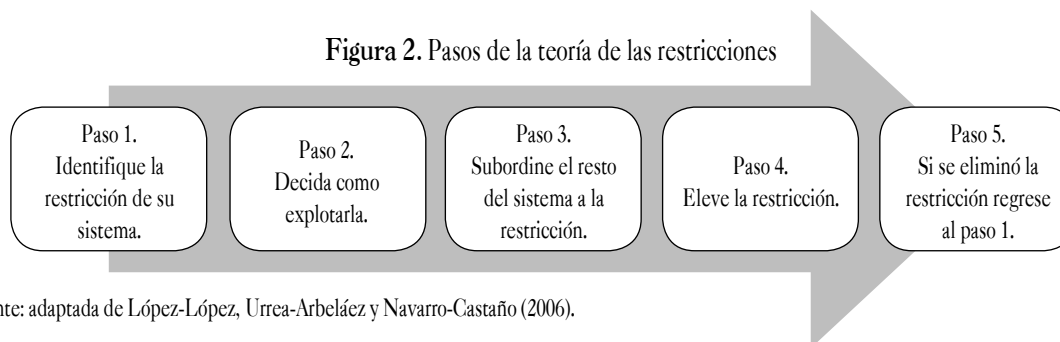 Figura 2. Pasos de la teoría de las restricciones
Paso 1.
Identifique la
restricción de su
sistema.
Paso 2.
Decida como
explotarla.
Paso 3.
Subordine el resto
del sistema a la
restricción.
Paso 4.
Eleve la restricción.
Paso 5.
Si se eliminó la
restricción regrese
al paso 1.
nte: adaptada de López-López, Urrea-Arbeláez y Navarro-Castaño (2006).